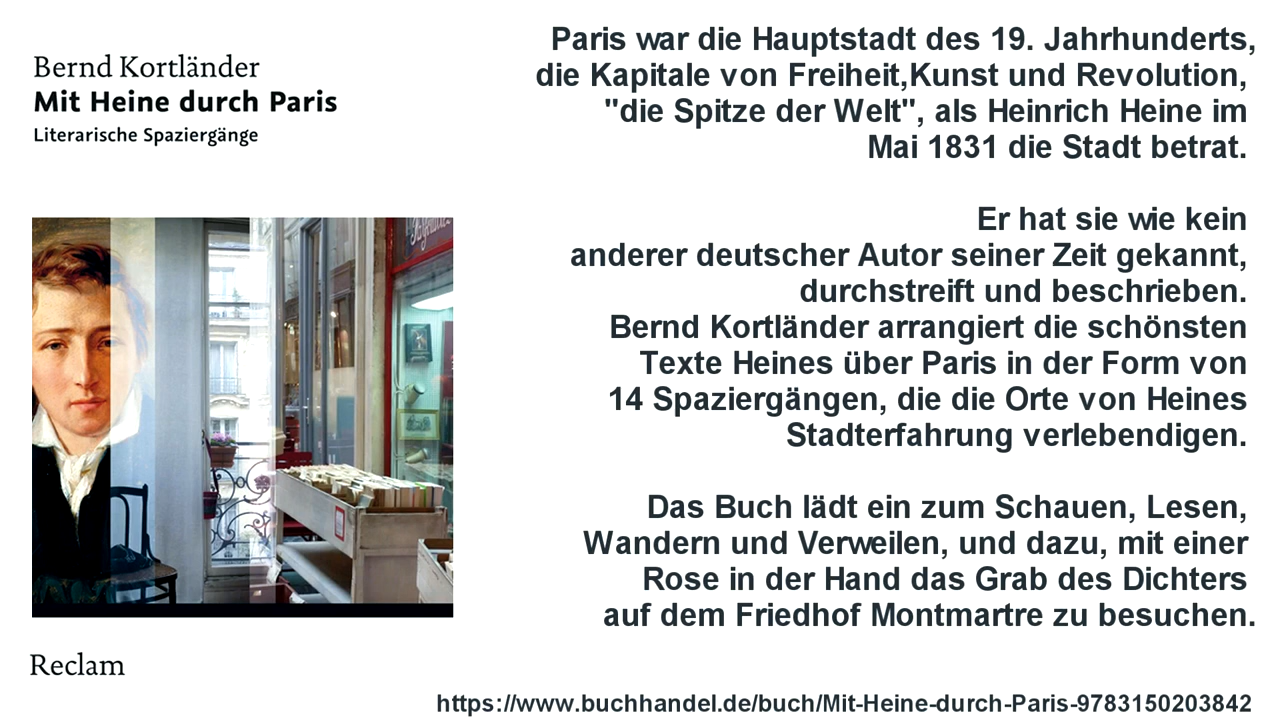 Bernd Kortländer
Mit Heine durch Paris
Literarische Spaziergänge
Reclam
Paris war die Hauptstadt des 19. Jahrhunderts,
die Kapitale von Freiheit,Kunst und Revolution,
"die Spitze der Welt", als Heinrich Heine im
Mai 1831 die Stadt betrat.
Er hat sie wie kein
anderer deutscher Autor seiner Zeit gekannt,
durchstreift und beschrieben.
Bernd Kortländer arrangiert die schönsten
Texte Heines über Paris in der Form von
14 Spaziergängen, die die Orte von Heines
Stadterfahrung verlebendigen.
Das Buch lädt ein zum Schauen, Lesen,
Wandern und Verweilen, und dazu, mit einer
Rose in der Hand das Grab des Dichters
auf dem Friedhof Montmartre zu besuchen.
https://www.buchhandel.de/buch/Mit-Heine-durch-Paris-9783150203842